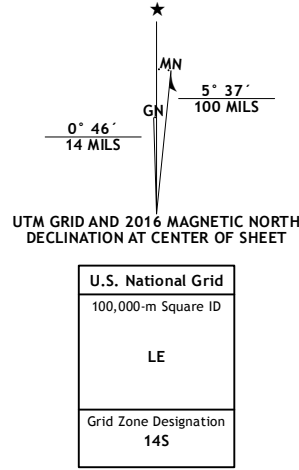 ★
MN
5° 37´
100 MILS
GN
0° 46´
14 MILS
UTM GRID AND 2016 MAGNETIC NORTH
DECLINATION AT CENTER OF SHEET
U.S. National Grid
100,000-m Square ID
LE
Grid Zone Designation
14S